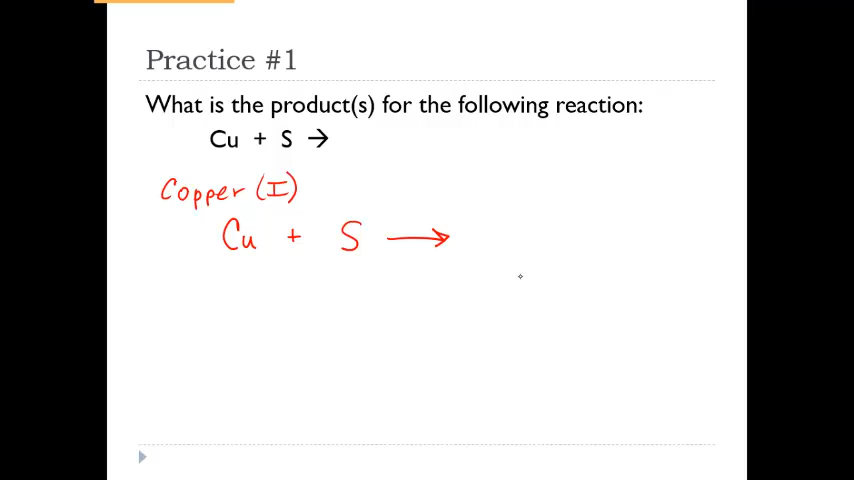 Practice #1
What is the product(s) for the following reaction:
Cu + S →
Copper (I)
Cu + S →